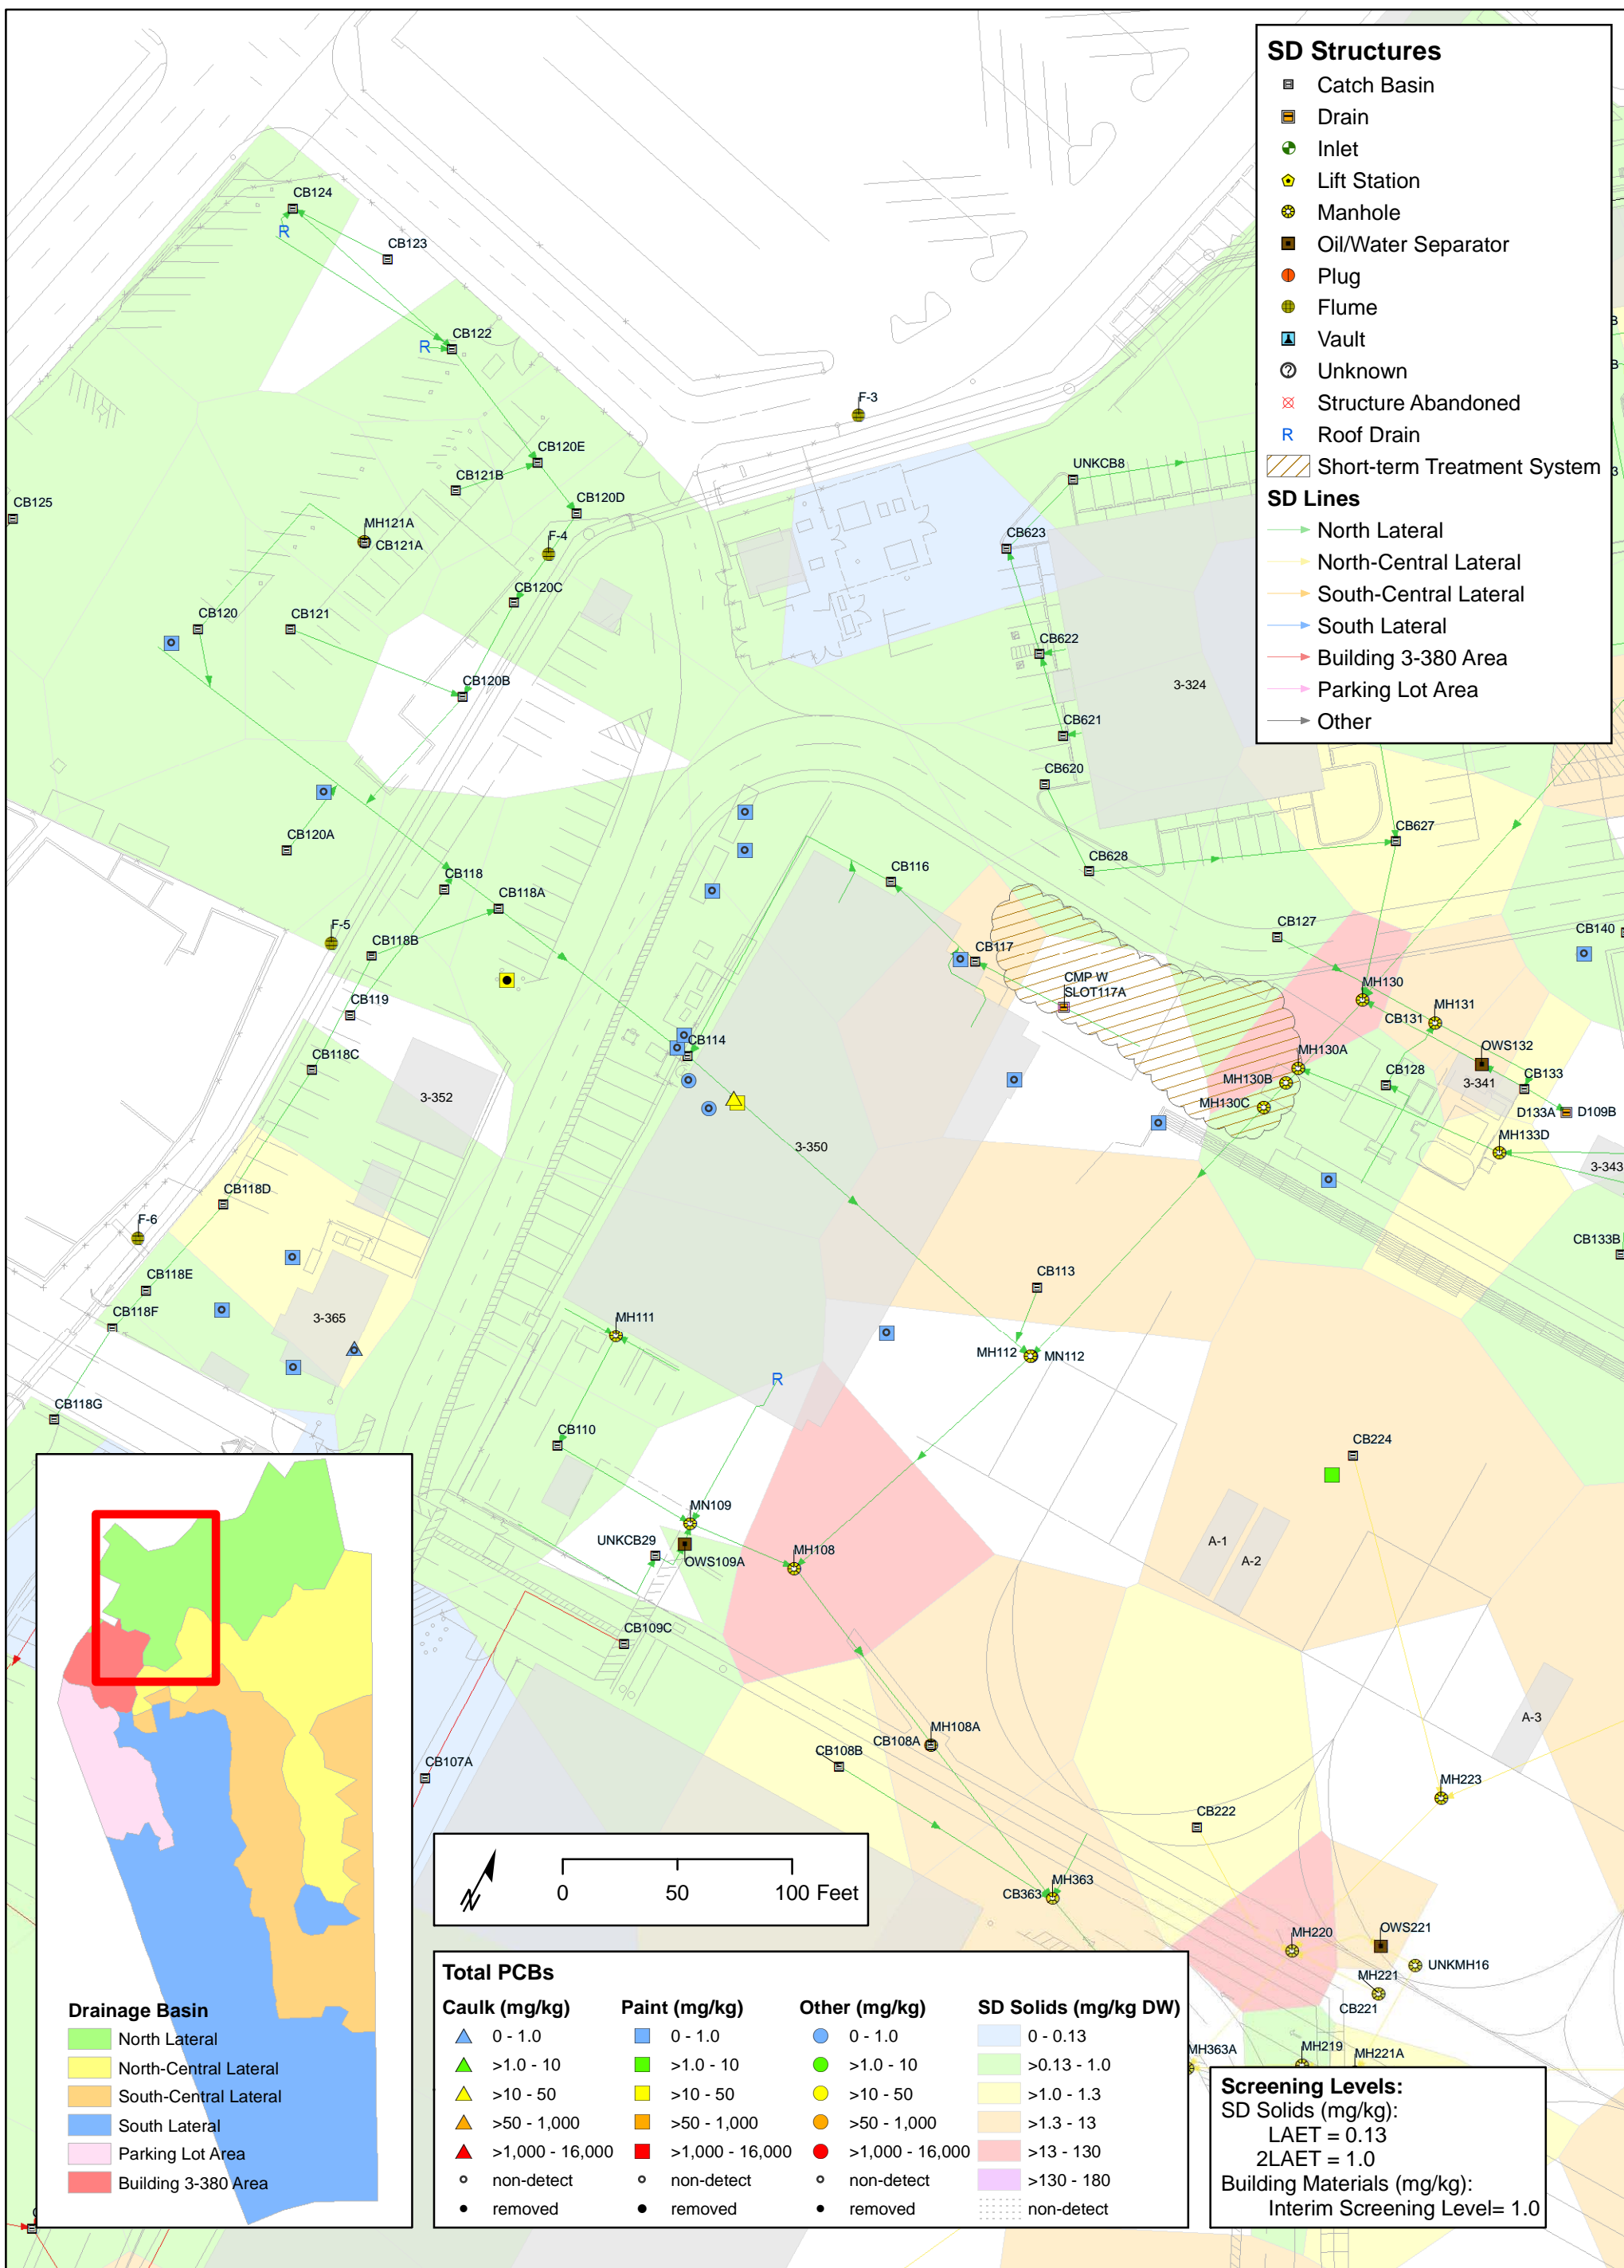 SD Structures
Catch Basin
Drain
Inlet
Lift Station
Manhole
Oil/Water Separator
Plug
Flume
Vault
Unknown
Structure Abandoned
R Roof Drain
Short-term Treatment System
SD Lines
North Lateral
North-Central Lateral
South-Central Lateral
South Lateral
Building 3-380 Area
Parking Lot Area
Other
CB124
R
CB123
CB122
R
F-3
CB120E
CB121B
UNKCB8
CB125
CB120D
MH121A
CB121A
F-4
CB623
CB120C
CB120
CB121
CB622
CB120B
3-324
CB621
CB620
CB120A
CB627
CB628
CB118
CB116
CB118A
F-5
CB118B
CB117
CB127
CB140
CMP W
SLOT117A
MH130
CB119
MH131
CB131
CB114
OWS132
CB118C
MH130A
MH130B
CB128
CB133
3-341
3-352
MH130C
D133A
D109B
3-350
MH133D
3-343
CB118D
F-6
CB133B
CB118E
CB113
CB118F
3-365
MH111
MH112
MN112
R
CB118G
CB110
CB224
MN109
UNKCB29
OWS109A
MH108
A-1
A-2
CB109C
A-3
MH108A
CB108A
CB108B
CB107A
MH223
CB222
0
50
100 Feet
MH363
CB363
MH220
OWS221
UNKMH16
MH221
CB221
MH363A
MH219
MH221A
Drainage Basin
North Lateral
North-Central Lateral
South-Central Lateral
South Lateral
Parking Lot Area
Building 3-380 Area
Total PCBs
Caulk (mg/kg)
0 - 1.0
>1.0 - 10
>10 - 50
>50 - 1,000
>1,000 - 16,000
non-detect
removed
Paint (mg/kg)
0 - 1.0
>1.0 - 10
>10 - 50
>50 - 1,000
>1,000 - 16,000
non-detect
removed
Other (mg/kg)
0 - 1.0
>1.0 - 10
>10 - 50
>50 - 1,000
>1,000 - 16,000
non-detect
removed
SD Solids (mg/kg DW)
0 - 0.13
>0.13 - 1.0
>1.0 - 1.3
>1.3 - 13
>13 - 130
>130 - 180
non-detect
Screening Levels:
SD Solids (mg/kg):
LAET = 0.13
2LAET = 1.0
Building Materials (mg/kg):
Interim Screening Level= 1.0